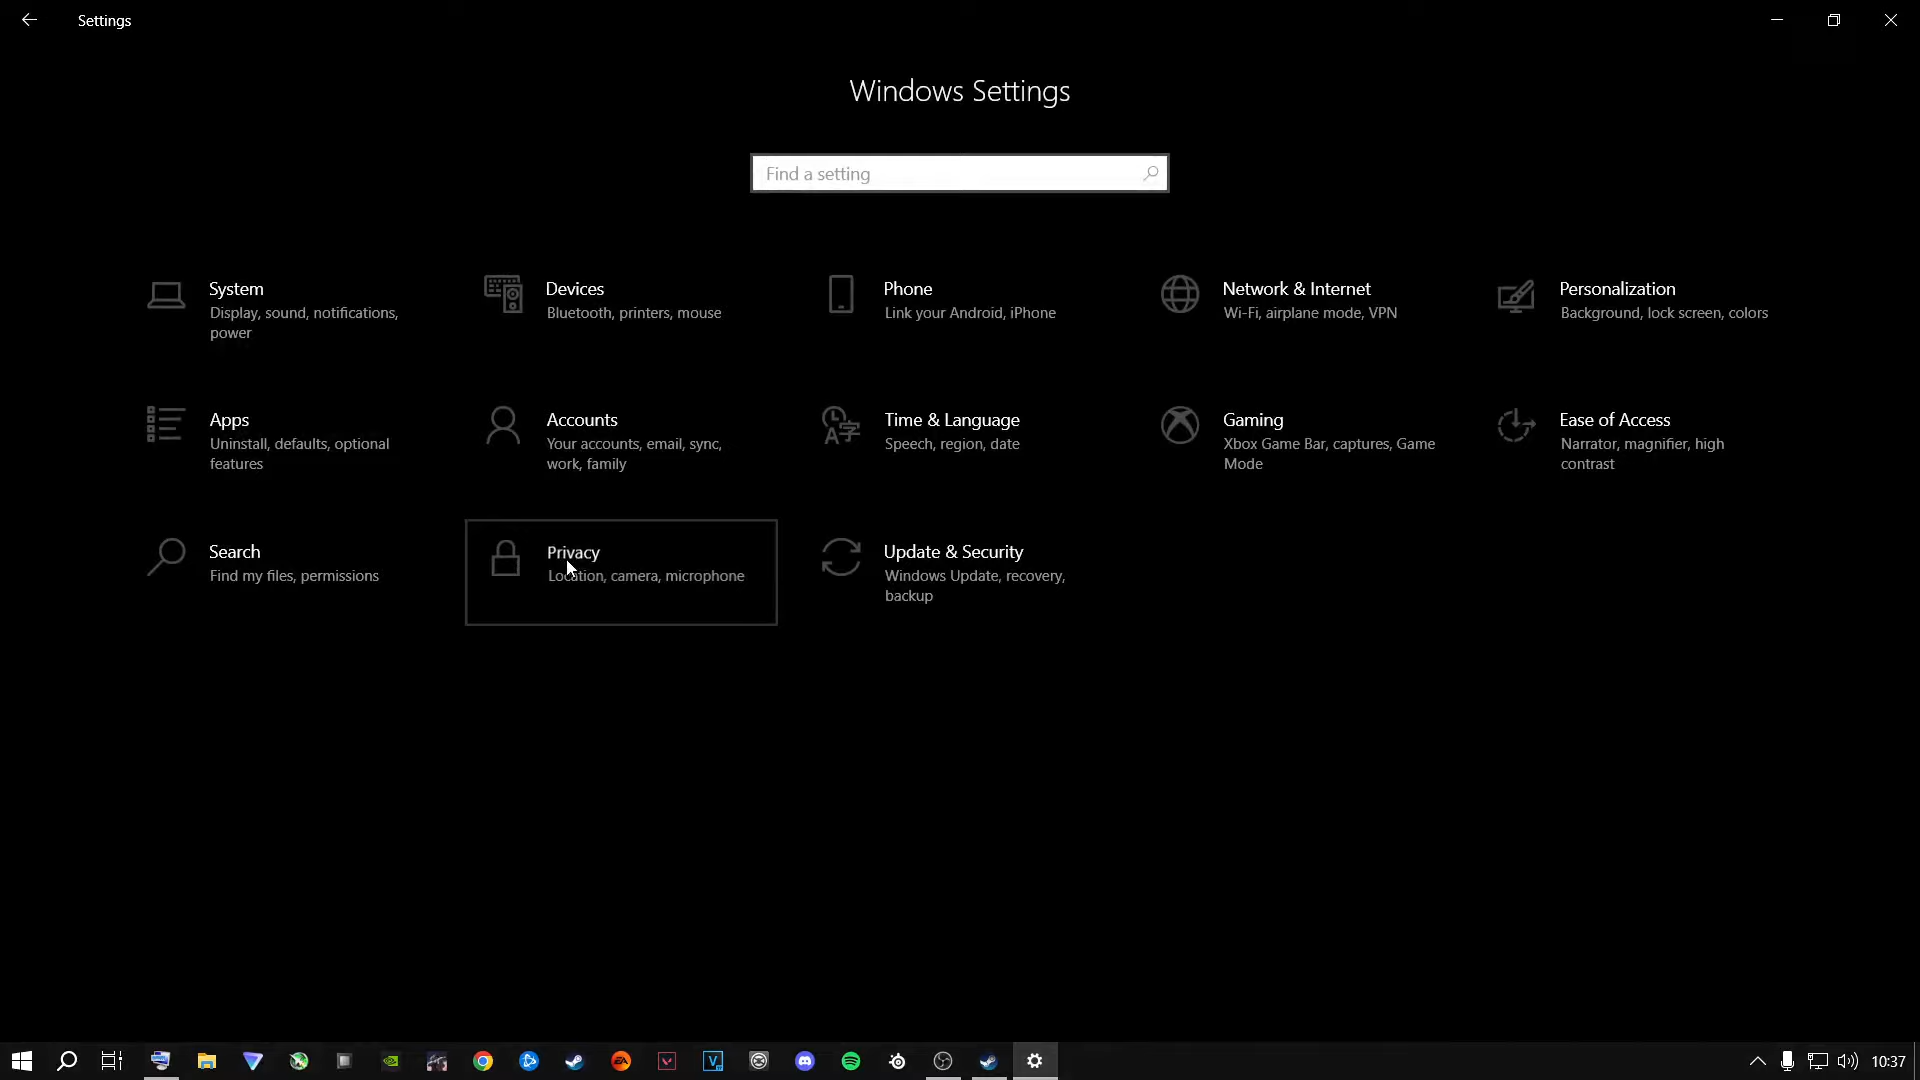 Settings
Windows Settings
Find a setting
System
Display, sound, notifications,
power
Devices
Bluetooth, printers, mouse
Phone
Link your Android, iPhone
Network & Internet
Wi-Fi, airplane mode, VPN
Personalization
Background, lock screen, colors
Apps
Uninstall, defaults, optional
features
Accounts
Your accounts, email, sync,
work, family
Time & Language
Speech, region, date
Gaming
Xbox Game Bar, captures, Game
Mode
Ease of Access
Narrator, magnifier, high
contrast
Search
Find my files, permissions
Privacy
Location, camera, microphone
Update & Security
Windows Update, recovery,
backup
10:37